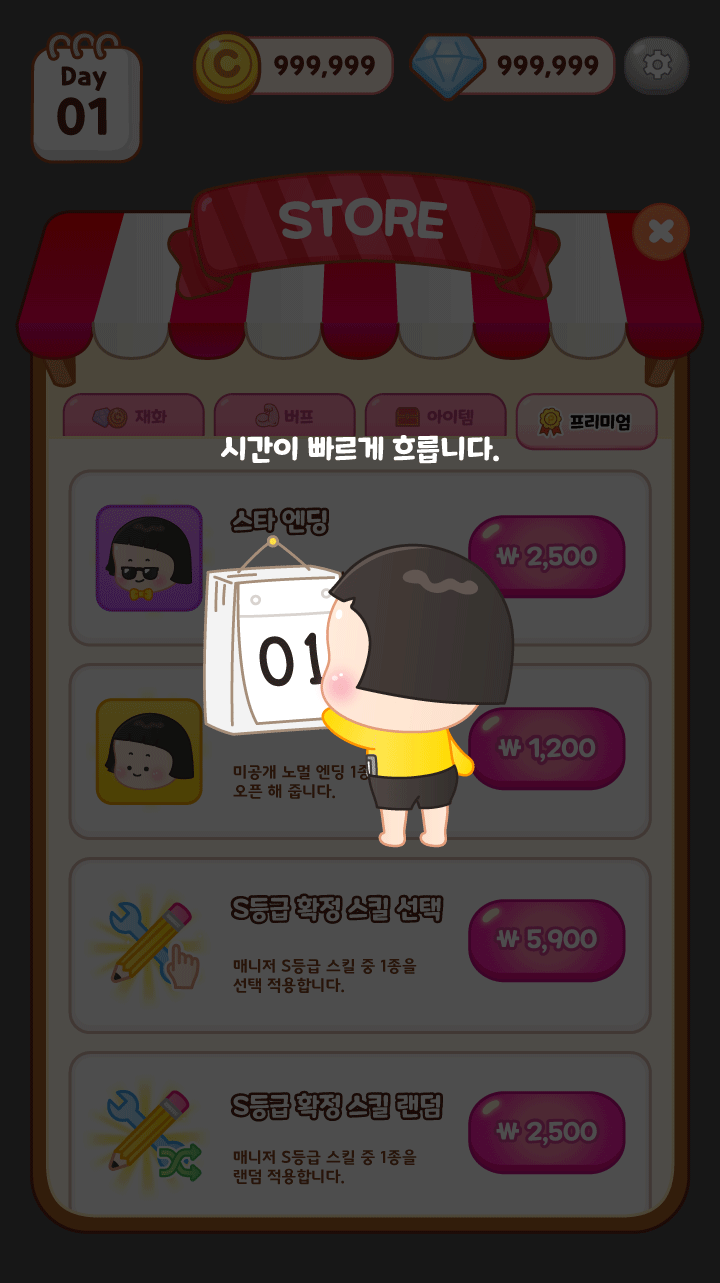 Day
01
C
999,999
999,999
STORE
재화
버프
아이템
프리미엄
시간이 빠르게 흐릅니다.
스타 엔딩
₩ 2,500
01
₩ 1,200
미공개 노멀 엔딩 1종
오픈 해 줍니다.
S등급 확정 스킬 선택
₩ 5,900
매니저 S등급 스킬 중 1종을
선택 적용합니다.
S등급 확정 스킬 랜덤
₩ 2,500
매니저 S등급 스킬 중 1종을
랜덤 적용합니다.